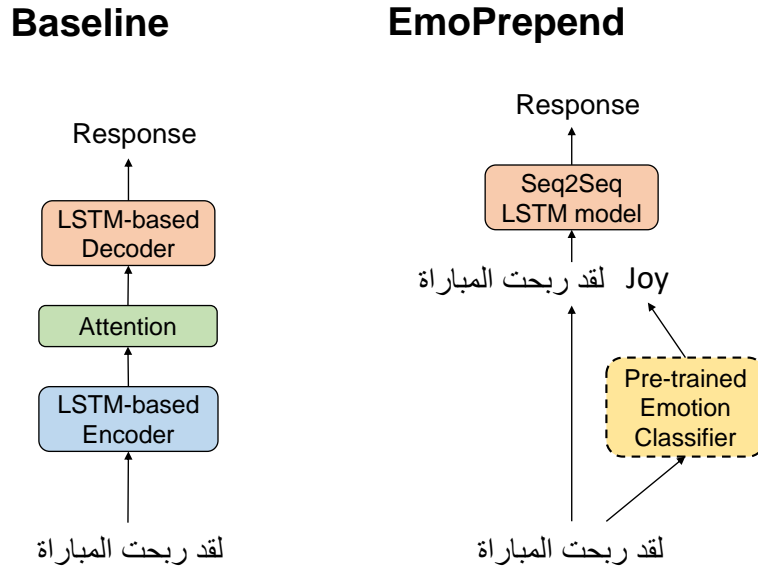 Baseline
Response
LSTM-based
Decoder
Attention
LSTM-based
Encoder
لقد ربحت المباراة
EmoPrepend
Response
Seq2Seq
LSTM model
لقد ربحت المباراة Joy
Pre-trained
Emotion
Classifier
لقد ربحت المباراة